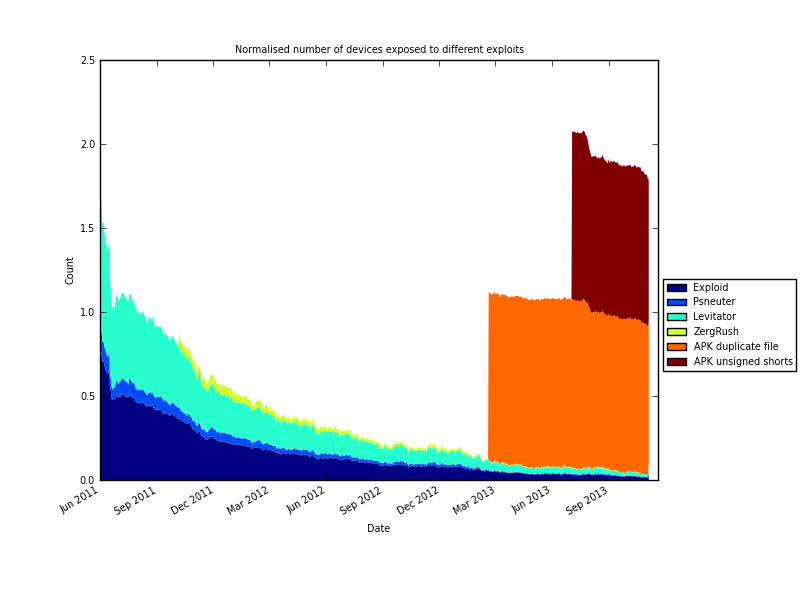 Normalised number of devices exposed to different exploits
2.5
2.0
1.5
1.0
0.5
0.0
Count
Jun 2011
Sep 2011
Dec 2011
Mar 2012
Jun 2012
Sep 2012
Dec 2012
Mar 2013
Jun 2013
Sep 2013
Date
Exploid
Psneuter
Levitator
ZergRush
APK duplicate file
APK unsigned shorts